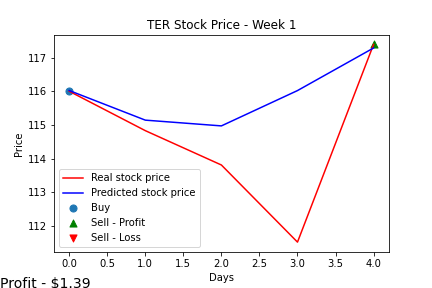 TER Stock Price - Week 1
Price
117
116
115
114
113
112
Real stock price
Predicted stock price
Buy
Sell - Profit
Sell - Loss
0.0 0.5 1.0 1.5 2.0 2.5 3.0 3.5 4.0
Days
Profit - $1.39